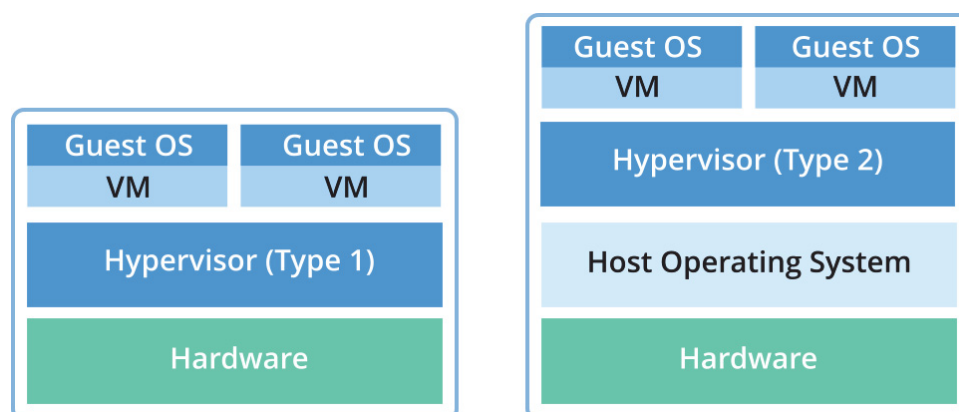 Guest OS
VM
Guest OS
VM
Hypervisor (Type 1)
Hardware
Guest OS
VM
Guest OS
VM
Hypervisor (Type 2)
Host Operating System
Hardware